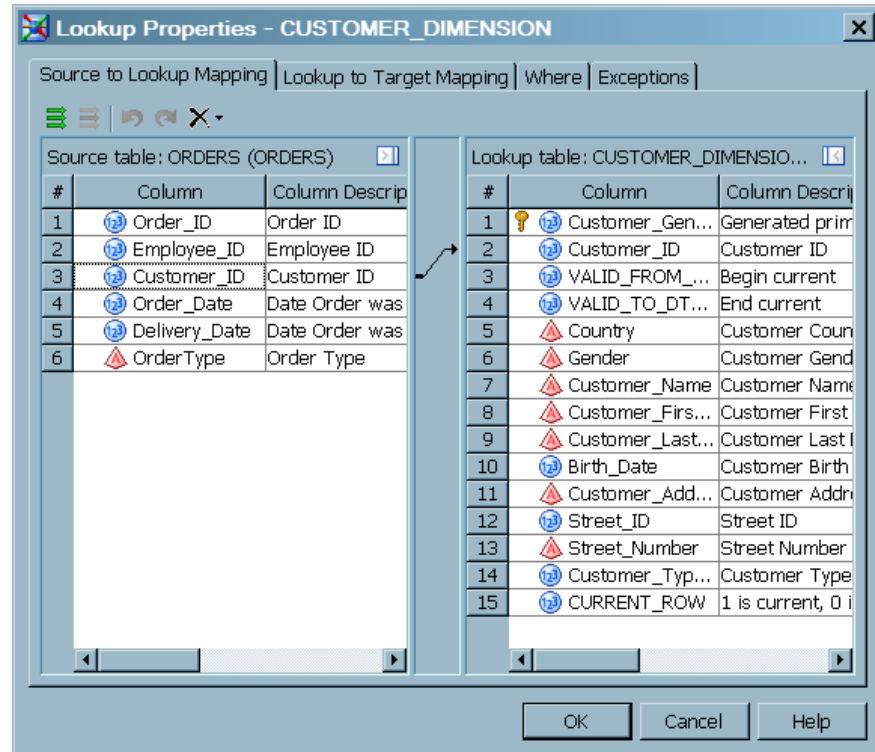 Lookup Properties - CUSTOMER_DIMENSION
Source to Lookup Mapping Lookup to Target Mapping Where Exceptions
Source table: ORDERS (ORDERS) Lookup table: CUSTOMER_DIMENSIO...
# Column Column Descrip # Column Column Descrip
1 Order_ID Order ID 1 Customer_Gen... Generated prim
2 Employee_ID Employee ID 2 Customer_ID Customer ID
3 Customer_ID Customer ID 3 VALID_FROM_... Begin current
4 Order_Date Date Order was 4 VALID_TO_DT... End current
5 Delivery_Date Date Order was 5 Country Customer Coun
6 OrderType Order Type 6 Gender Customer Gend
7 Customer_Name Customer Name
8 Customer_Firs... Customer First
9 Customer_Last... Customer Last
10 Birth_Date Customer Birth
11 Customer_Add... Customer Addr
12 Street_ID Street ID
13 Street_Number Street Number
14 Customer_Typ... Customer Type
15 CURRENT_ROW 1 is current, 0 i
OK Cancel Help